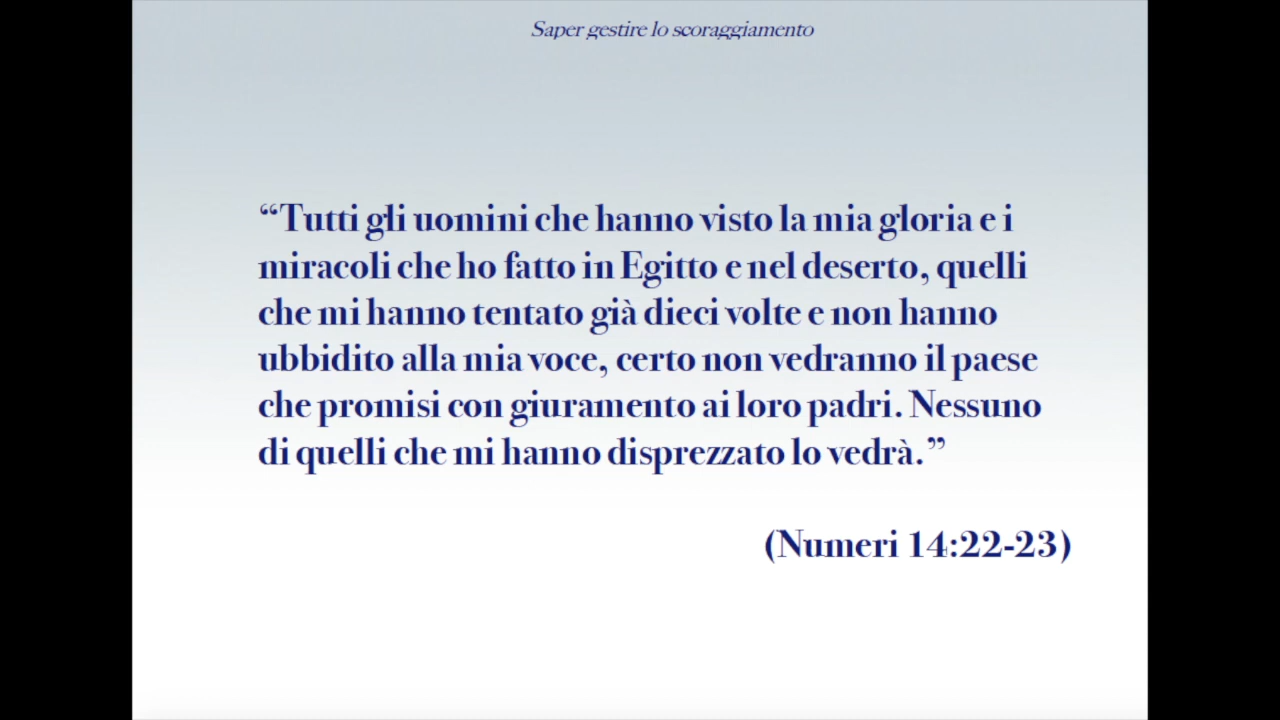 Saper gestire lo scoraggiamento
“Tutti gli uomini che hanno visto la mia gloria e i
miracoli che ho fatto in Egitto e nel deserto, quelli
che mi hanno tentato già dieci volte e non hanno
ubbidito alla mia voce, certo non vedranno il paese
che promisi con giuramento ai loro padri. Nessuno
di quelli che mi hanno disprezzato lo vedrà.”
(Numeri 14:22-23)